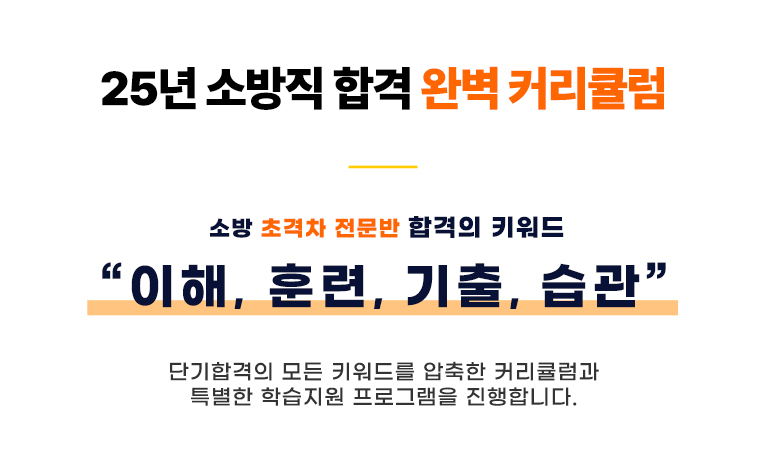 25년 소방직 합격 완벽 커리큘럼
소방 초격차 전문반 합격의 키워드
“이해, 훈련, 기출, 습관”
단기합격의 모든 키워드를 압축한 커리큘럼과
특별한 학습지원 프로그램을 진행합니다.